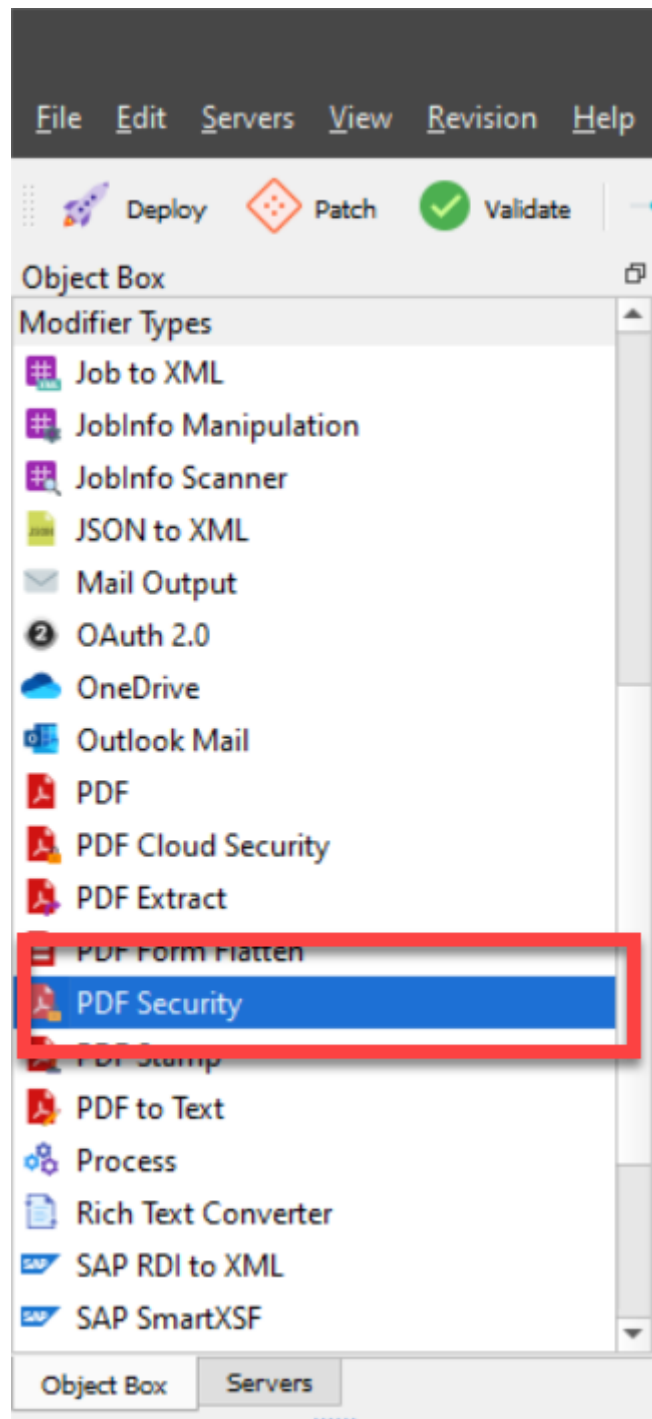 File Edit Servers View Revision Help
Deploy Patch Validate
Object Box
Modifier Types
Job to XML
JobInfo Manipulation
JobInfo Scanner
JSON to XML
Mail Output
OAuth 2.0
OneDrive
Outlook Mail
PDF
PDF Cloud Security
PDF Extract
PDF Form Flatten
PDF Security
PDF Stamp
PDF to Text
Process
Rich Text Converter
SAP RDI to XML
SAP SmartXSF
Object Box Servers